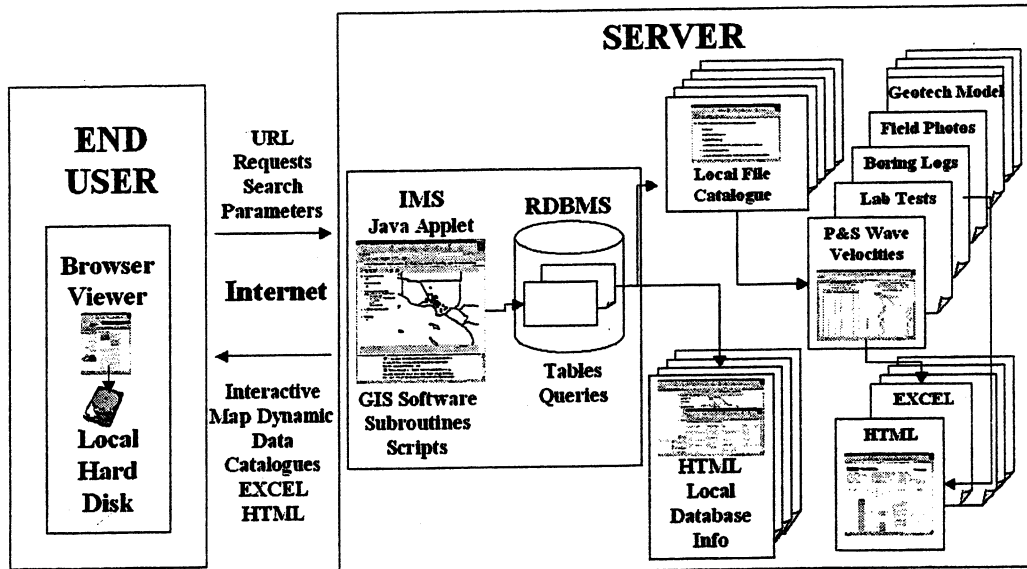 SERVER
END
USER
Browser
Viewer
Local
Hard
Disk
URL
Requests
Search
Parameters
Internet
Interactive
Map Dynamic
Data
Catalogues
EXCEL
HTML
IMS
Java Applet
GIS Software
Subroutines
Scripts
RDBMS
Tables
Queries
Local File
Catalogue
Geotech Model
Field Photos
Boring Logs
Lab Tests
P&S Wave
Velocities
HTML
Local
Database
Info
EXCEL
HTML